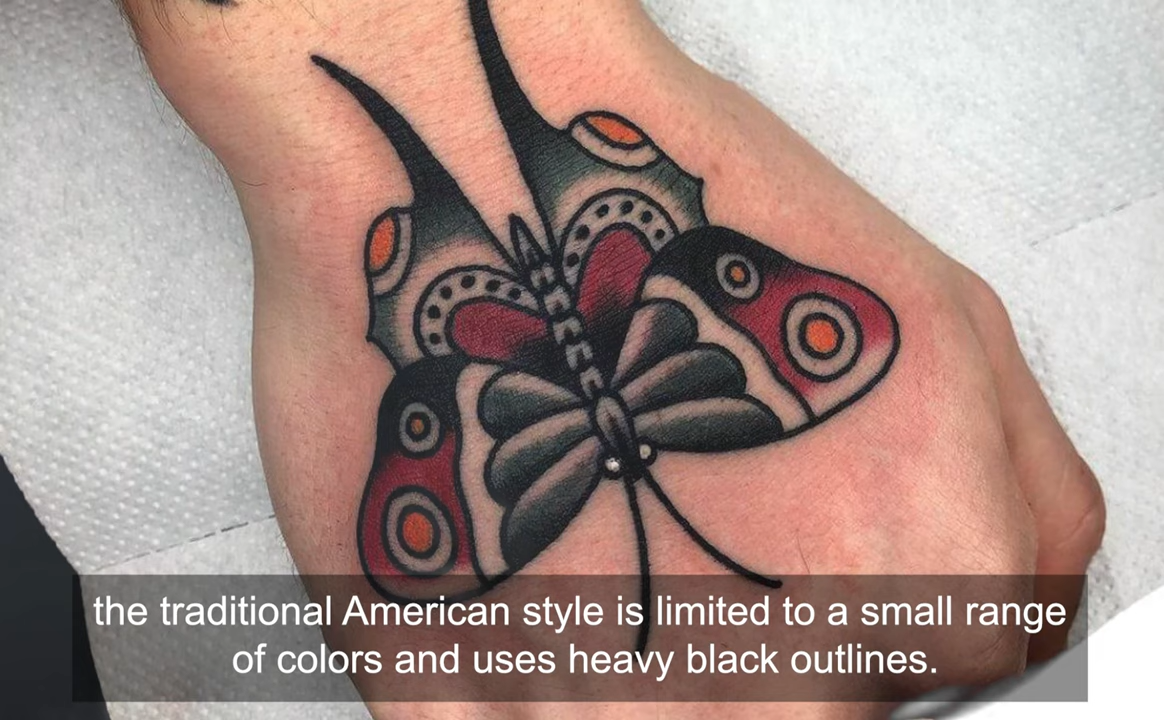 the traditional American style is limited to a small range
of colors and uses heavy black outlines.